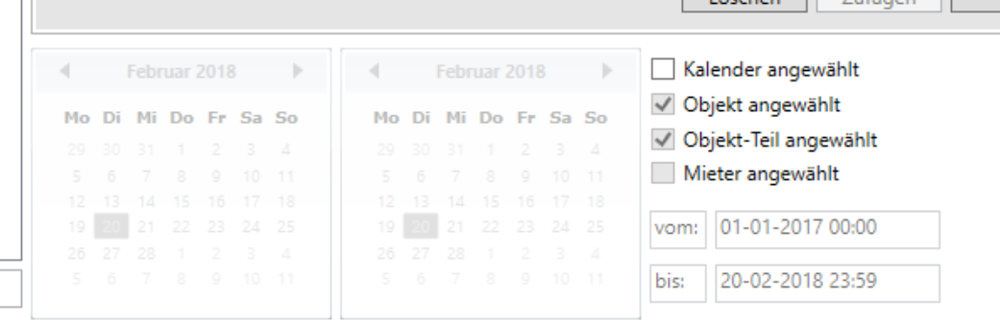 Löschen Zufügen
Februar 2018
Mo Di Mi Do Fr Sa So
29 30 31 1 2 3 4
5 6 7 8 9 10 11
12 13 14 15 16 17 18
19 20 21 22 23 24 25
26 27 28 1 2 3 4
5 6 7 8 9 10 11
Februar 2018
Mo Di Mi Do Fr Sa So
29 30 31 1 2 3 4
5 6 7 8 9 10 11
12 13 14 15 16 17 18
19 20 21 22 23 24 25
26 27 28 1 2 3 4
5 6 7 8 9 10 11
Kalender angewählt
Objekt angewählt
Objekt-Teil angewählt
Mieter angewählt
vom: 01-01-2017 00:00
bis: 20-02-2018 23:59